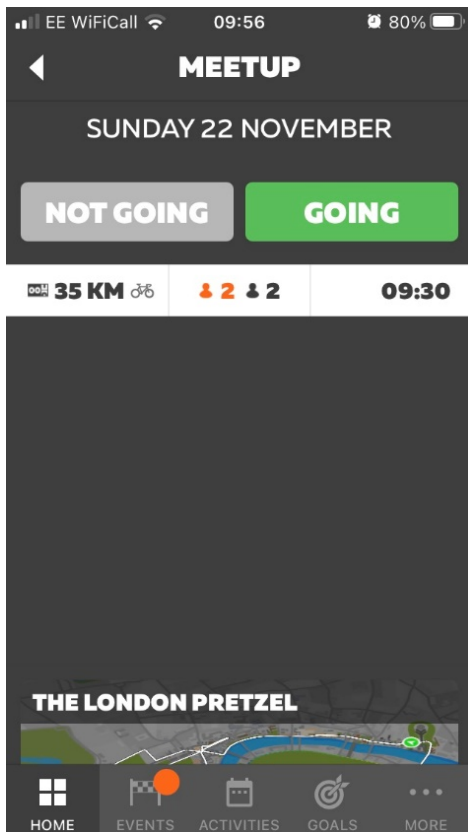 EE WiFiCall 09:56 80%
MEETUP
SUNDAY 22 NOVEMBER
NOT GOING GOING
35 KM 2 2 09:30
THE LONDON PRETZEL
HOME EVENTS ACTIVITIES GOALS MORE